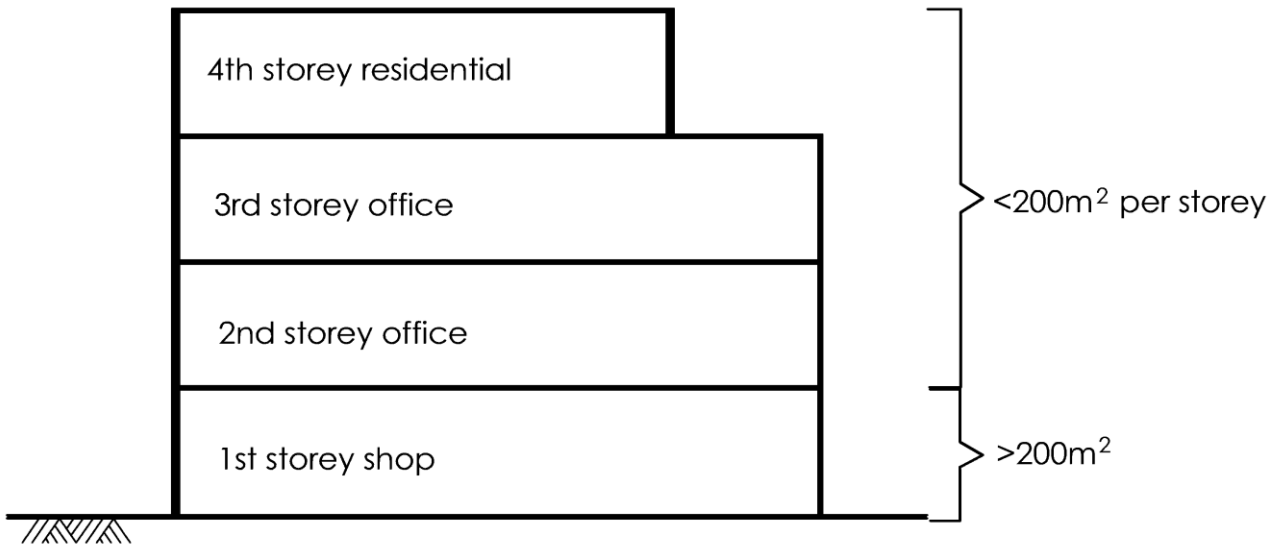 4th storey residential
3rd storey office
<200m² per storey
2nd storey office
1st storey shop
>200m²